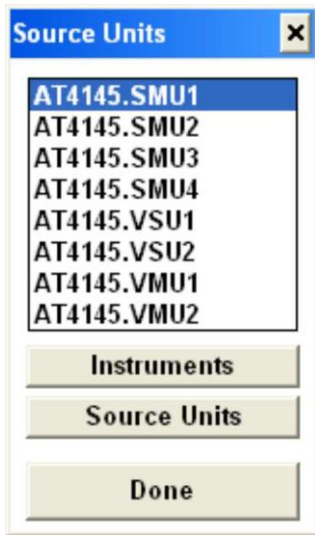 Source Units
AT4145.SMU1
AT4145.SMU2
AT4145.SMU3
AT4145.SMU4
AT4145.VSU1
AT4145.VSU2
AT4145.VMU1
AT4145.VMU2
Instruments
Source Units
Done